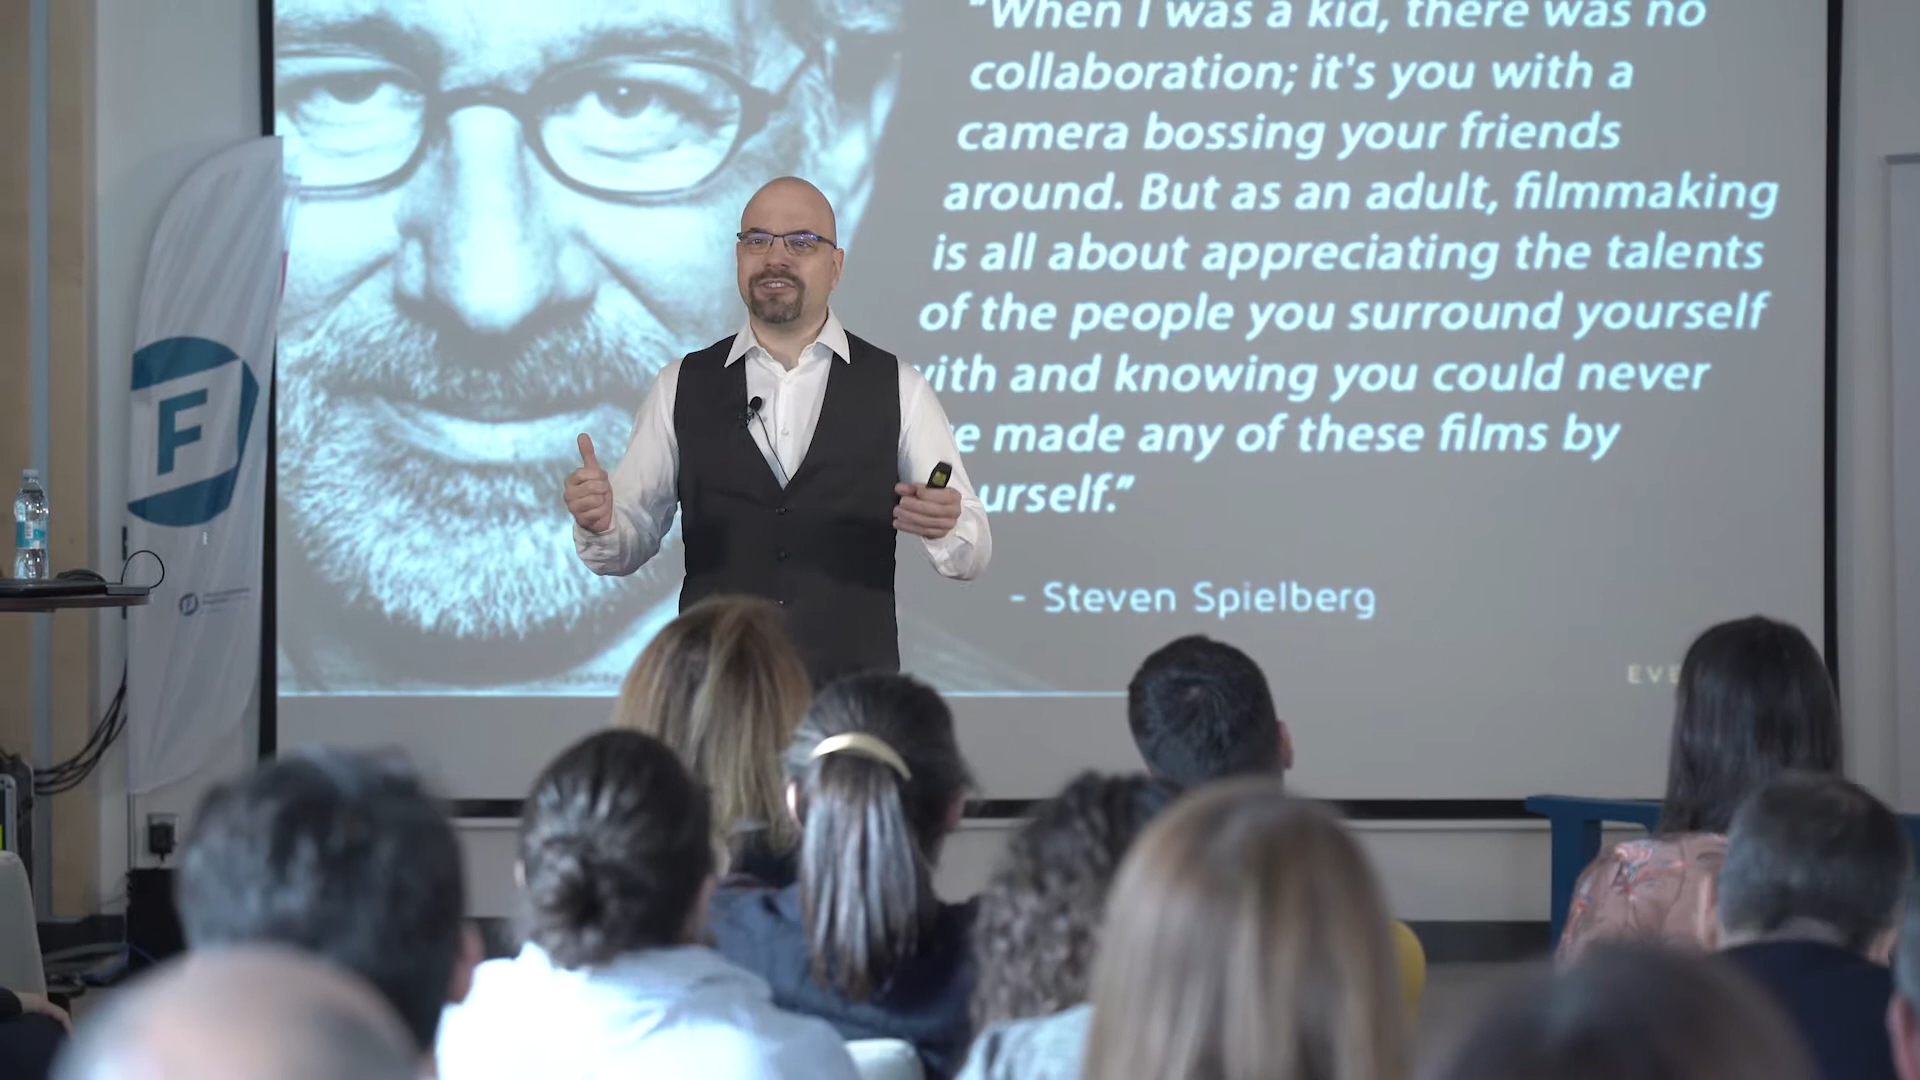 "When I was a kid, there was no
collaboration; it's you with a
camera bossing your friends
around. But as an adult, filmmaking
is all about appreciating the talents
of the people you surround yourself
with and knowing you could never
e made any of these films by
urself."
- Steven Spielberg
EVE
F